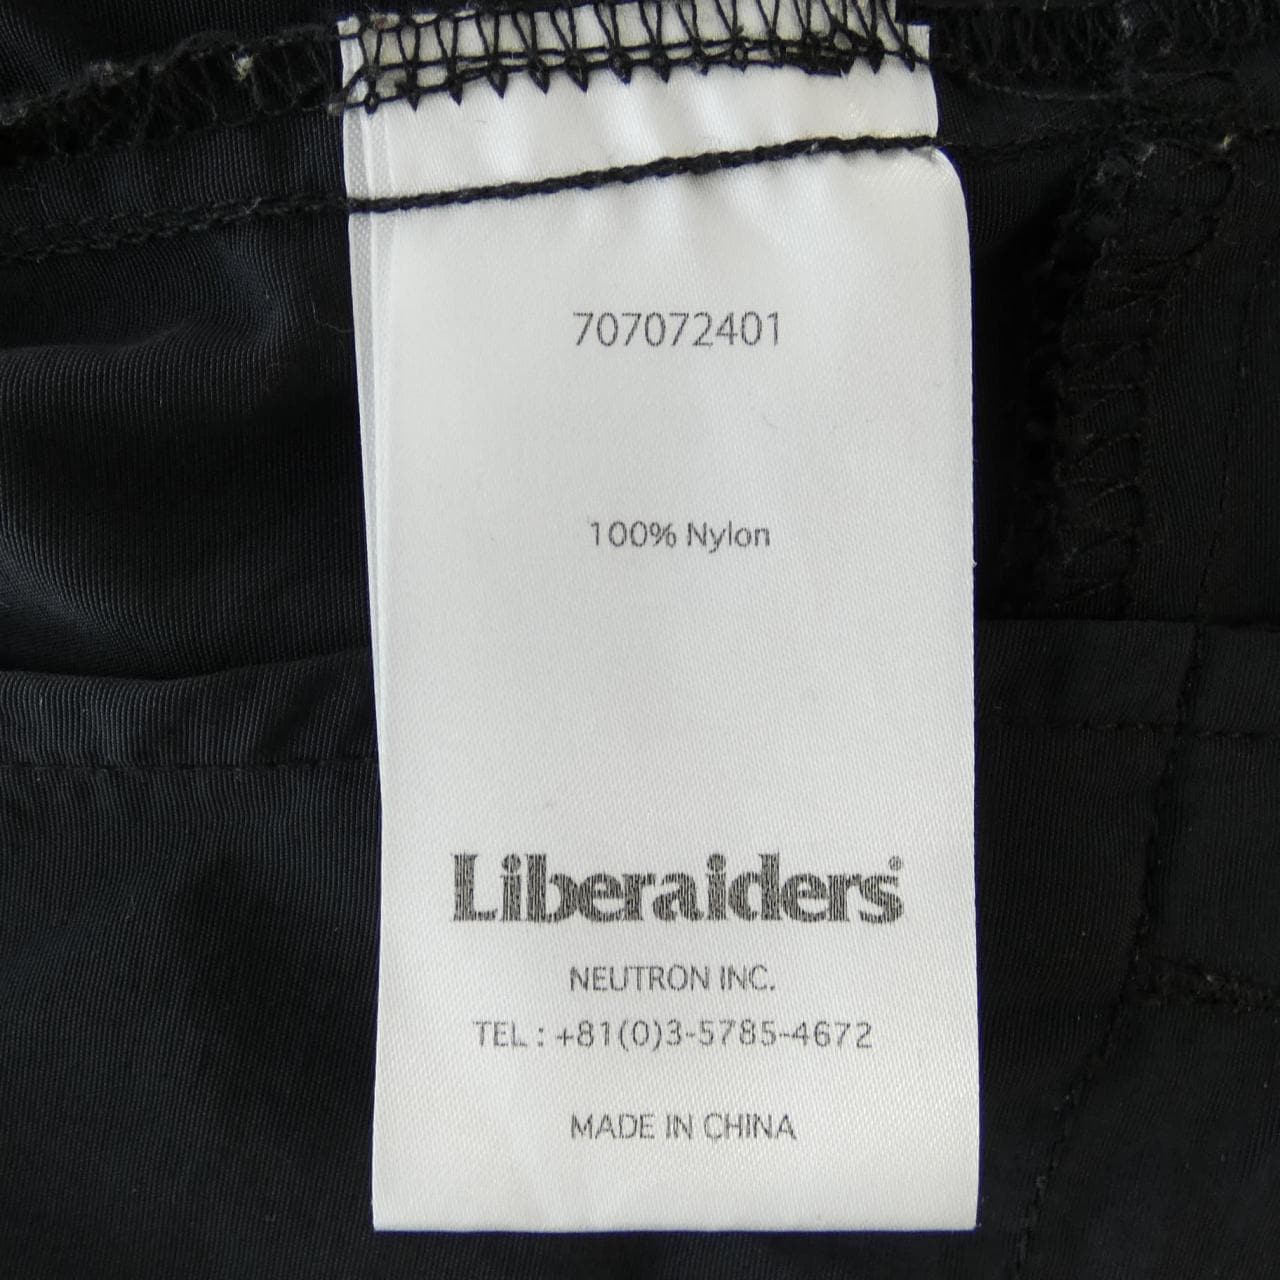 707072401
100% Nylon
Liberaiders®
NEUTRON INC.
TEL : +81(0)3-5785-4672
MADE IN CHINA